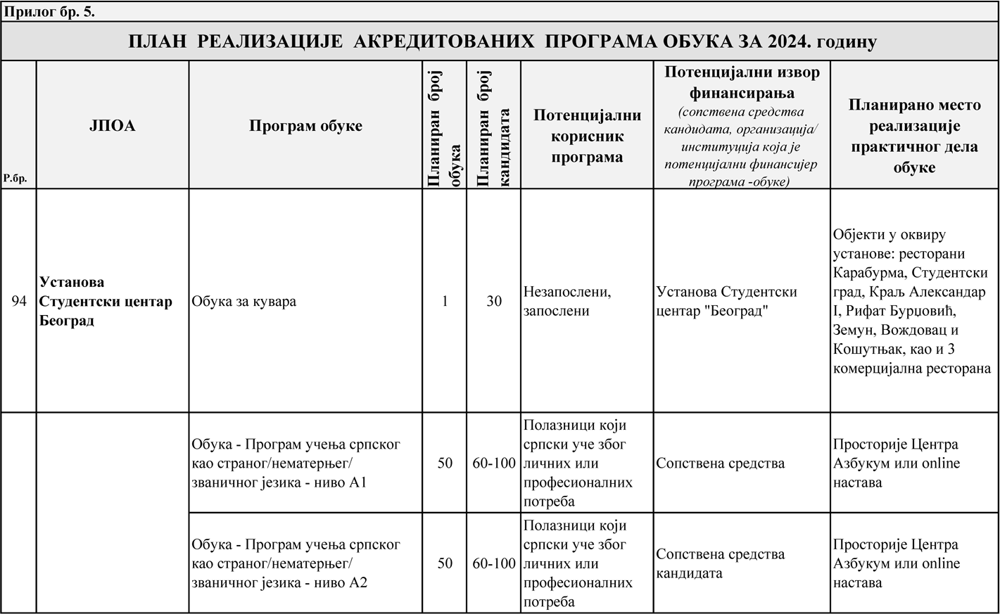 Прилог бр. 5.
ПЛАН РЕАЛИЗАЦИЈЕ АКРЕДИТОВАНИХ ПРОГРАМА ОБУКА ЗА 2024. годину
Р.бр.
ЈПОА
Програм обуке
Планиран број
обука
Планиран број
кандидата
Потенцијални
корисник
програма
Потенцијални извор
финансирања
(сопствена средства
кандидата, организација/
институција која је
потенцијални финансијер
програма -обуке)
Планирано место
реализације
практичног дела
обуке
94
Установа
Студентски центар
Београд
Обука за кувара
1
30
Незапослени,
запослени
Установа Студентски
центар "Београд"
Објекти у оквиру
установе: ресторани
Карабурма, Студентски
град, Краљ Александар
I, Рифат Бурџовић,
Земун, Вождовац и
Кошутњак, као и 3
комерцијална ресторана
Обука - Програм учења српског
као страног/нематерњег/
званичног језика - ниво А1
50
60-100
Полазници који
српски уче због
личних или
професионалних
потреба
Сопствена средства
Просторије Центра
Азбукум или online
настава
Обука - Програм учења српског
као страног/нематерњег/
званичног језика - ниво А2
50
60-100
Полазници који
српски уче због
личних или
професионалних
потреба
Сопствена средства
кандидата
Просторије Центра
Азбукум или online
настава